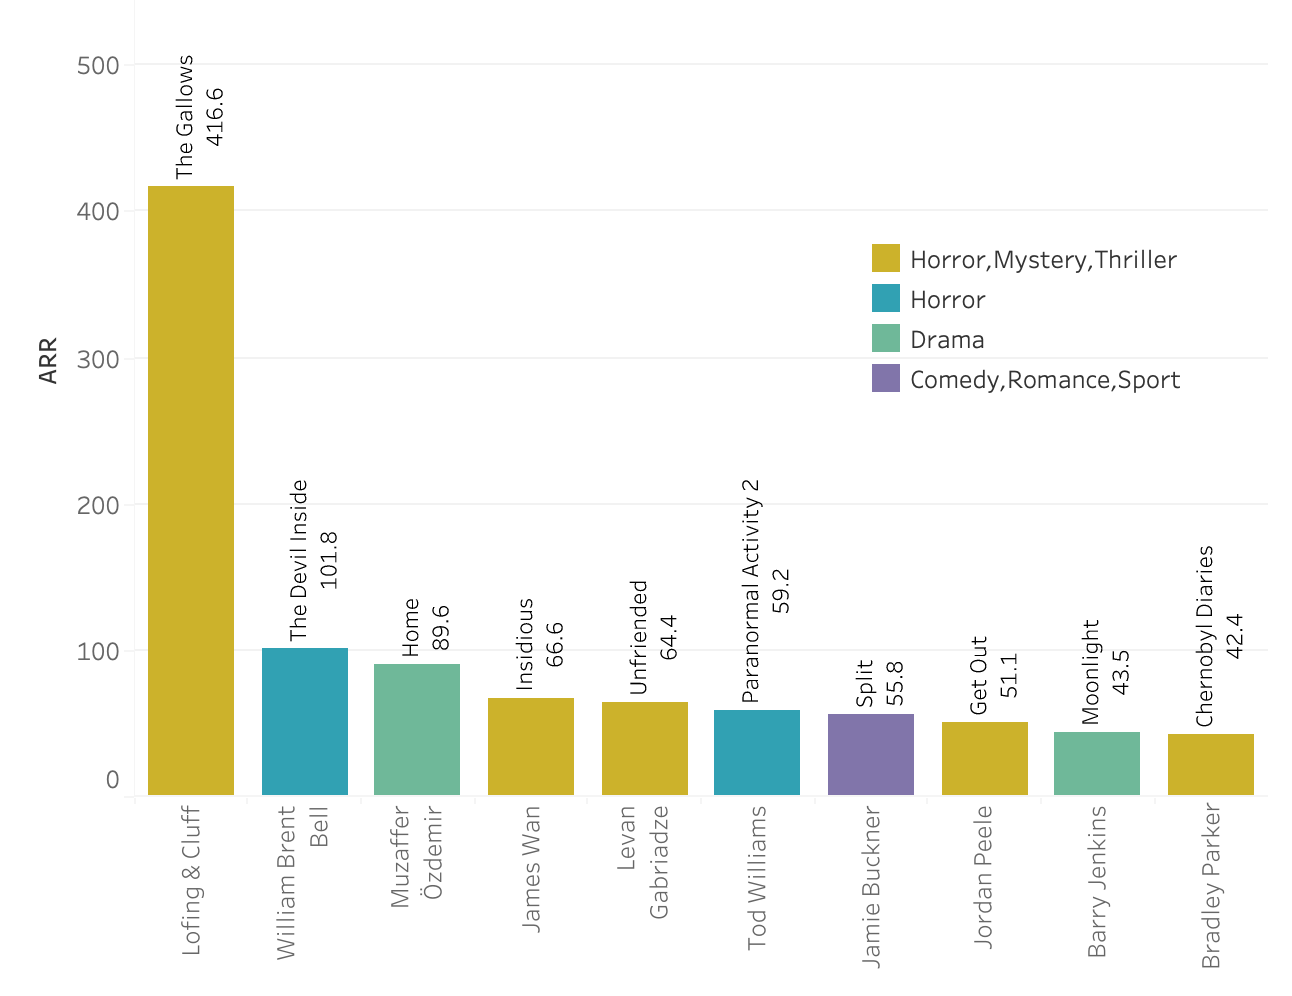 500
400
300
200
100
0
ARR
The Gallows
416.6
The Devil Inside
101.8
Home
89.6
Insidious
66.6
Unfriended
64.4
Paranormal Activity 2
59.2
Split
55.8
Get Out
51.1
Moonlight
43.5
Chernobyl Diaries
42.4
Horror,Mystery,Thriller
Horror
Drama
Comedy,Romance,Sport
Lofing & Cluff
William Brent
Bell
Muzaffer
Özdemir
James Wan
Levan
Gabriadze
Tod Williams
Jamie Buckner
Jordan Peele
Barry Jenkins
Bradley Parker